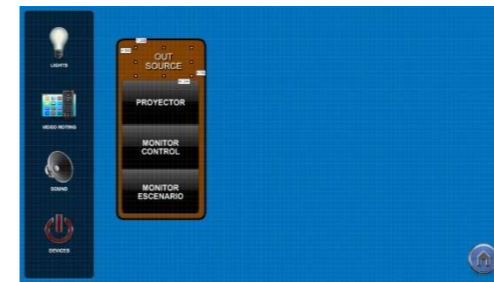 LIGHTS
VIDEO ROTING
SOUND
DEVICES
OUT
SOURCE
PROYECTOR
MONITOR
CONTROL
MONITOR
ESCENARIO